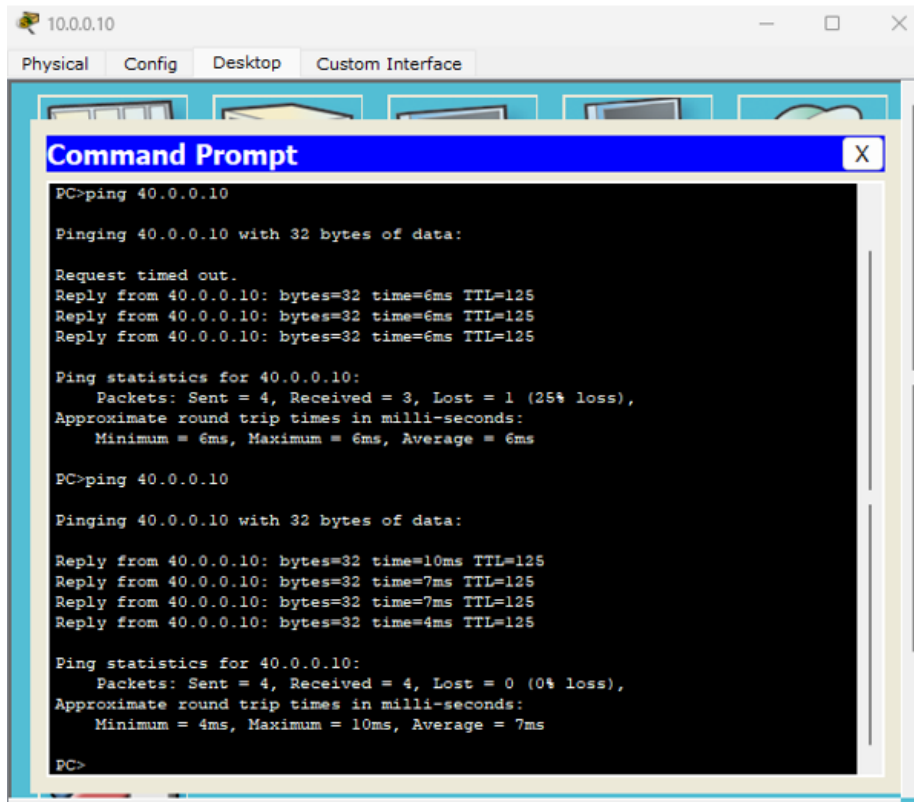 10.0.0.10
Physical Config Desktop Custom Interface
Command Prompt X
PC>ping 40.0.0.10
Pinging 40.0.0.10 with 32 bytes of data:
Request timed out.
Reply from 40.0.0.10: bytes=32 time=6ms TTL=125
Reply from 40.0.0.10: bytes=32 time=6ms TTL=125
Reply from 40.0.0.10: bytes=32 time=6ms TTL=125
Ping statistics for 40.0.0.10:
    Packets: Sent = 4, Received = 3, Lost = 1 (25% loss),
Approximate round trip times in milli-seconds:
    Minimum = 6ms, Maximum = 6ms, Average = 6ms
PC>ping 40.0.0.10
Pinging 40.0.0.10 with 32 bytes of data:
Reply from 40.0.0.10: bytes=32 time=10ms TTL=125
Reply from 40.0.0.10: bytes=32 time=7ms TTL=125
Reply from 40.0.0.10: bytes=32 time=7ms TTL=125
Reply from 40.0.0.10: bytes=32 time=4ms TTL=125
Ping statistics for 40.0.0.10:
    Packets: Sent = 4, Received = 4, Lost = 0 (0% loss),
Approximate round trip times in milli-seconds:
    Minimum = 4ms, Maximum = 10ms, Average = 7ms
PC>